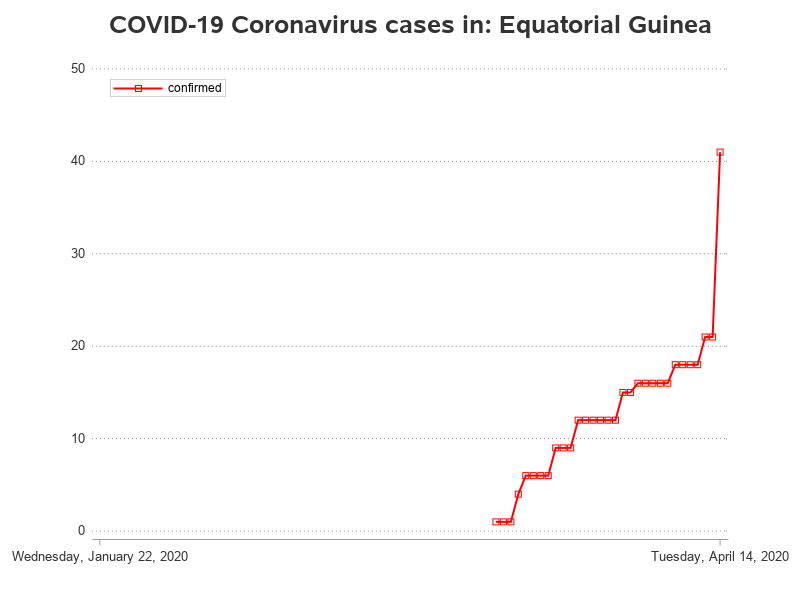 COVID-19 Coronavirus cases in: Equatorial Guinea
50
confirmed
40
30
20
10
0
Wednesday, January 22, 2020
Tuesday, April 14, 2020